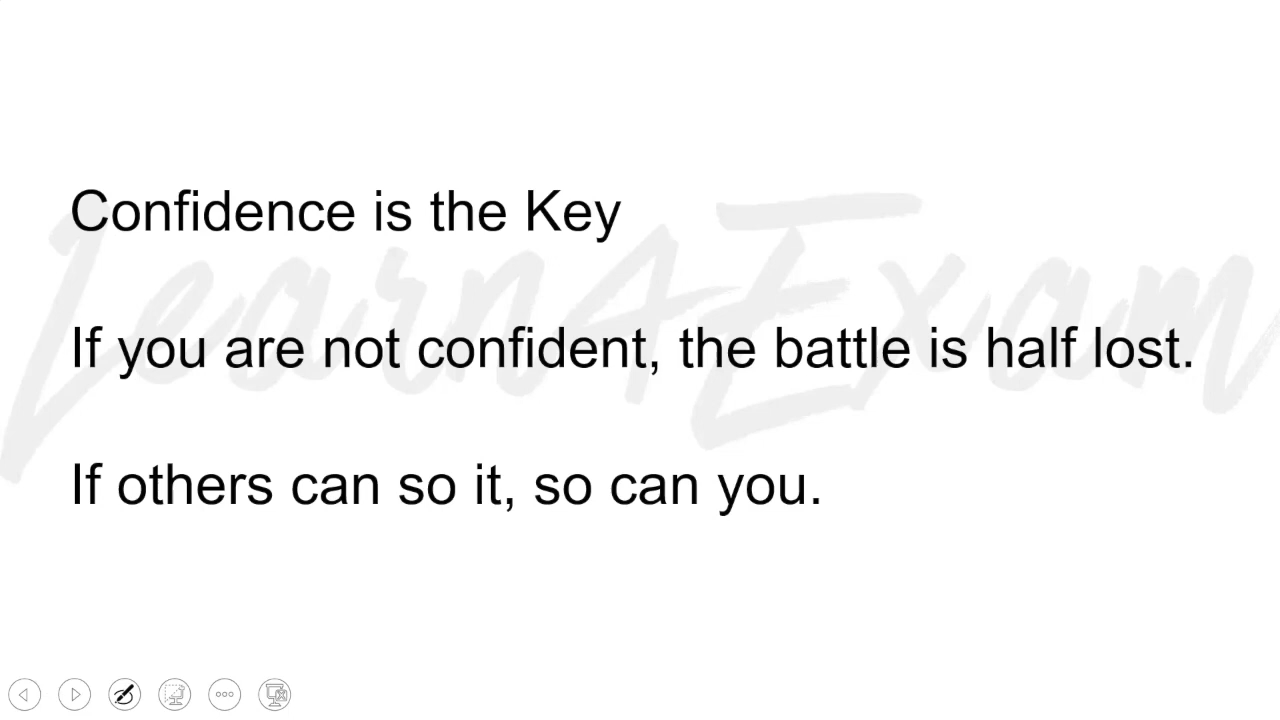 Confidence is the Key
If you are not confident, the battle is half lost.
If others can so it, so can you.
Learn4Exam